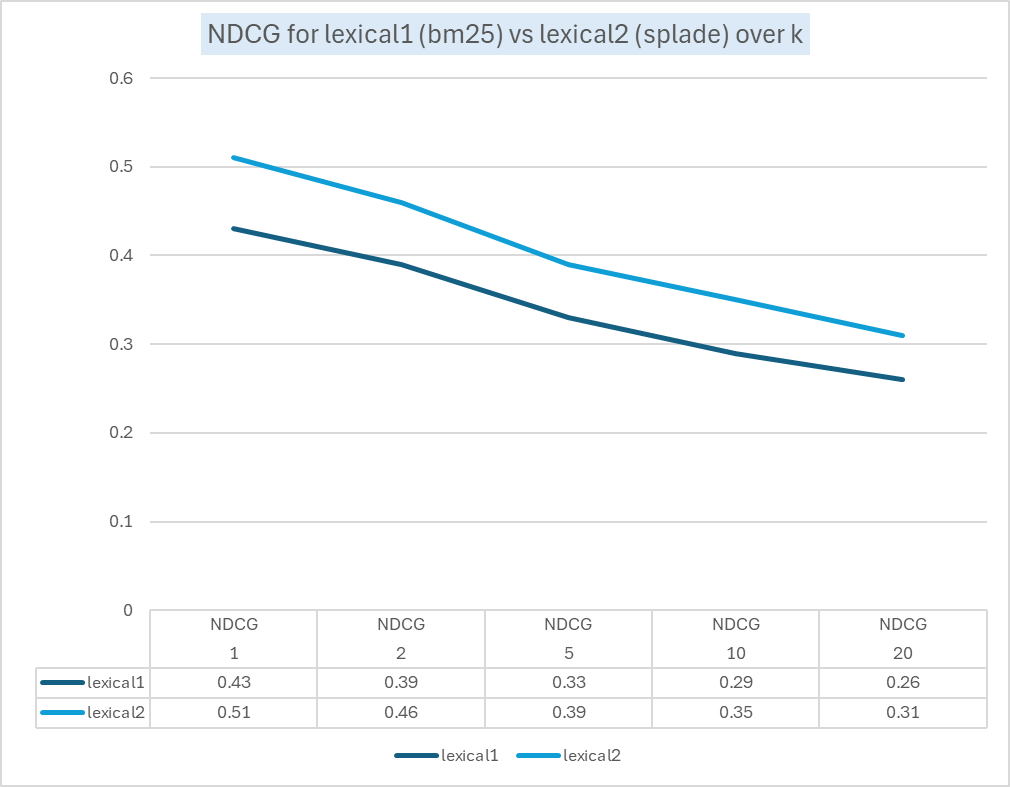 NDCG for lexical1 (bm25) vs lexical2 (splade) over k
0.6
0.5
0.4
0.3
0.2
0.1
0
NDCG NDCG NDCG NDCG NDCG
1 2 5 10 20
lexical1 0.43 0.39 0.33 0.29 0.26
lexical2 0.51 0.46 0.39 0.35 0.31
lexical1 lexical2